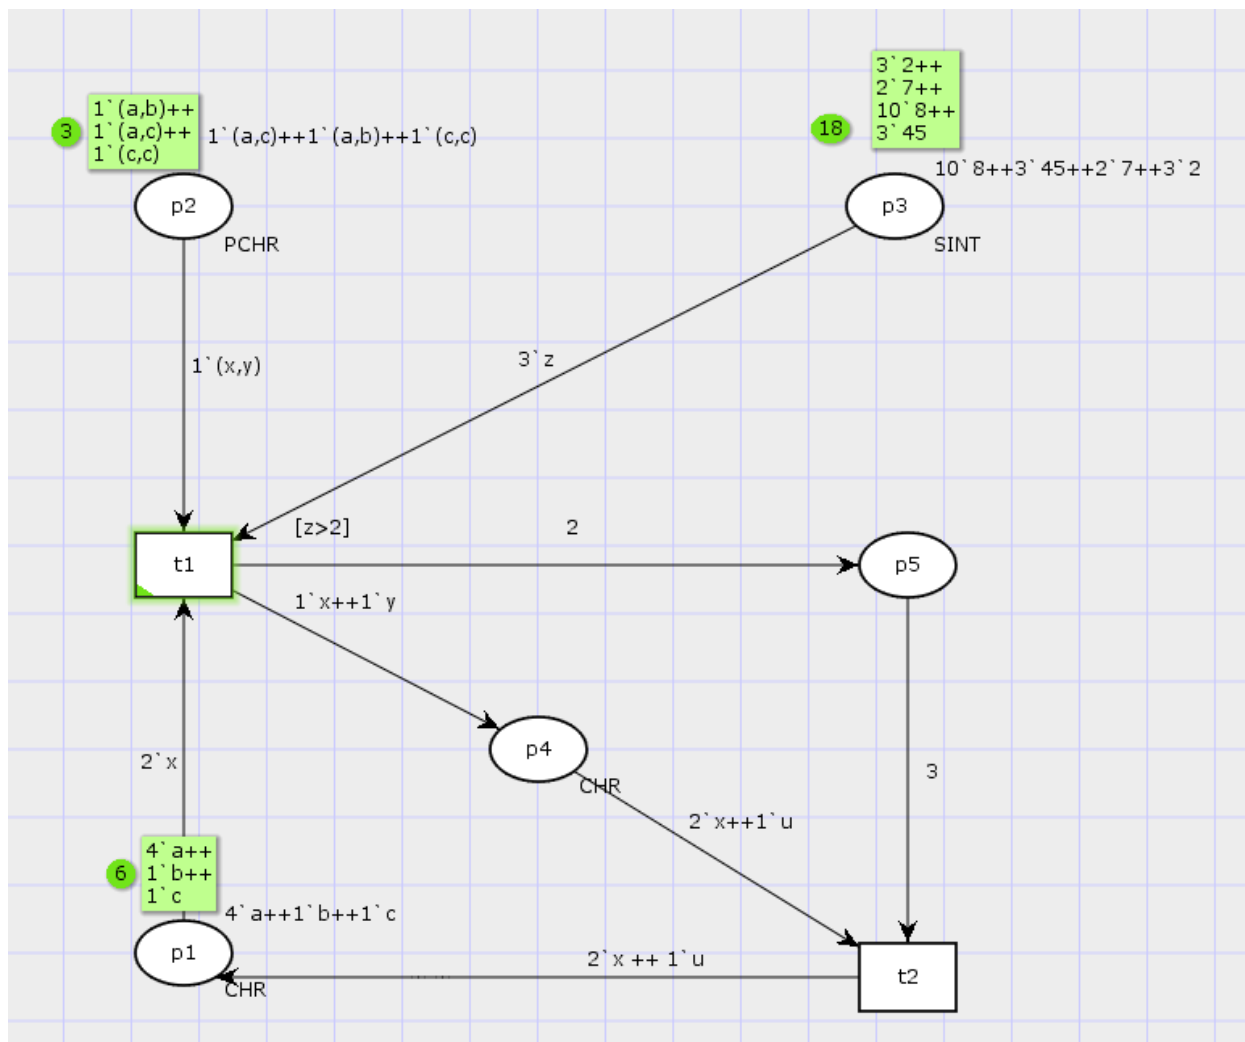 3`2++
2`7++
10`8++
3`45
18
1`(a,b)++
1`(a,c)++
1`(c,c)
3
1`(a,c)++1`(a,b)++1`(c,c)
10`8++3`45++2`7++3`2
p2
p3
PCHR
SINT
3`z
1`(x,y)
[z>2]
2
t1
p5
1`x++1`y
p4
2`x
3
CHR
2`x++1`u
4`a++
1`b++
1`c
6
4`a++1`b++1`c
p1
2`x ++ 1`u
t2
CHR